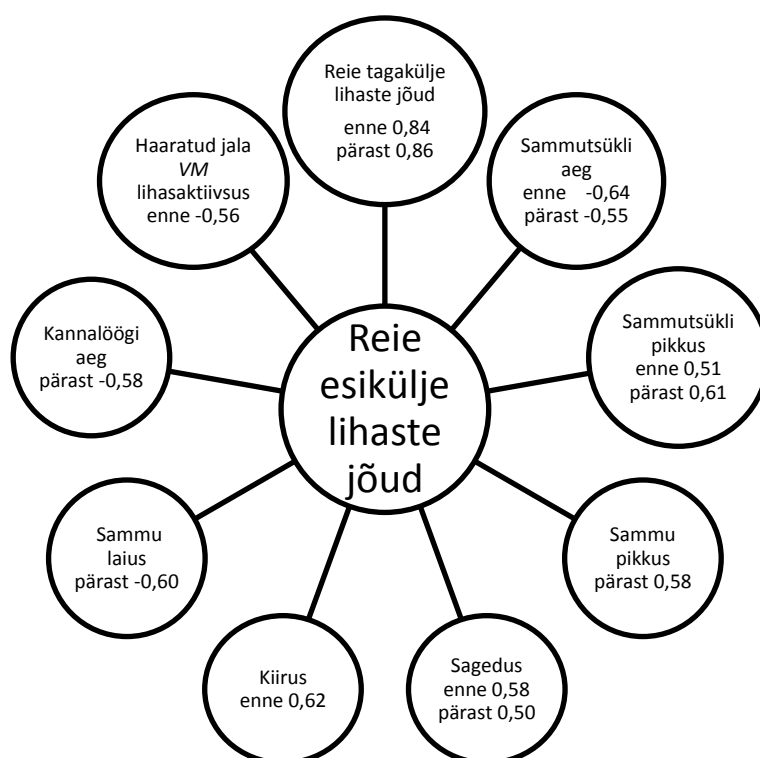 Reie tagakülje
lihaste jõud
enne 0,84
pärast 0,86
Sammutsükli
aeg
enne -0,64
pärast -0,55
Sammutsükli
pikkus
enne 0,51
pärast 0,61
Sammu
pikkus
pärast 0,58
Sagedus
enne 0,58
pärast 0,50
Kiirus
enne 0,62
Sammu
laius
pärast -0,60
Kannalöögi
aeg
pärast -0,58
Haaratud jala
VM
lihasaktiivsus
enne -0,56
Reie
esikülje
lihaste
jõud